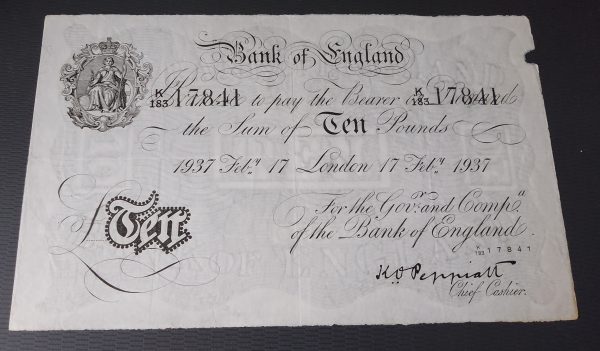 Bank of England
K/183 17841 K/183 17841
Promise to pay the Bearer on Demand
the Sum of Ten Pounds
1937 Feby. 17 London 17 Feby. 1937
For the Govr. and Compa.
of the Bank of England.
£Ten
K/183 17841
K.O. Peppiatt
Chief Cashier.